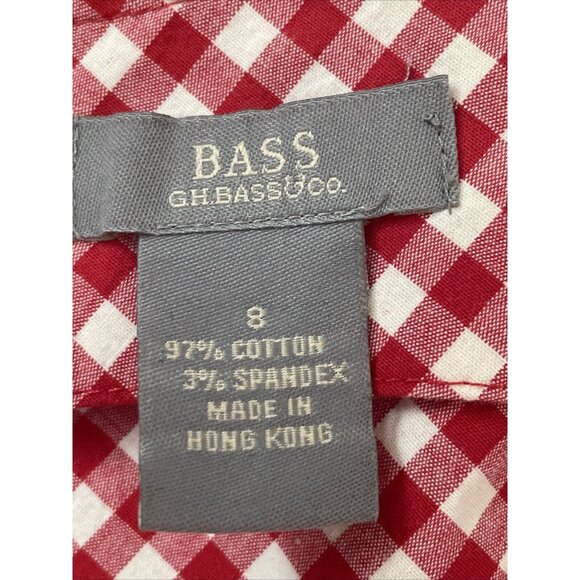 BASS
G.H.BASS&CO.
8
97% COTTON
3% SPANDEX
MADE IN
HONG KONG